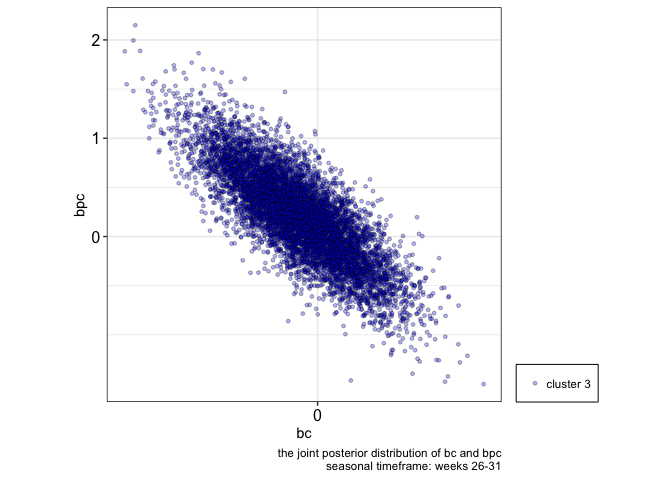 2
1
0
bpc
0
bc
cluster 3
the joint posterior distribution of bc and bpc
seasonal timeframe: weeks 26-31